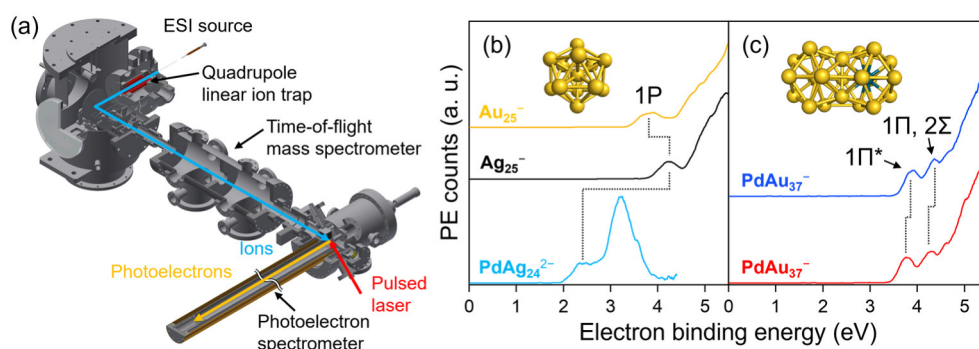 (a)
ESI source
Quadrupole
linear ion trap
Time-of-flight
mass spectrometer
Ions
Photoelectrons
Pulsed
laser
Photoelectron
spectrometer
(b)
PE counts (a. u.)
1P
Au₂₅⁻
Ag₂₅⁻
PdAg₂₄²⁻
0 1 2 3 4 5
(c)
1Π, 2Σ
1Π*
PdAu₃₇⁻
PdAu₃₇⁻
0 1 2 3 4 5
Electron binding energy (eV)